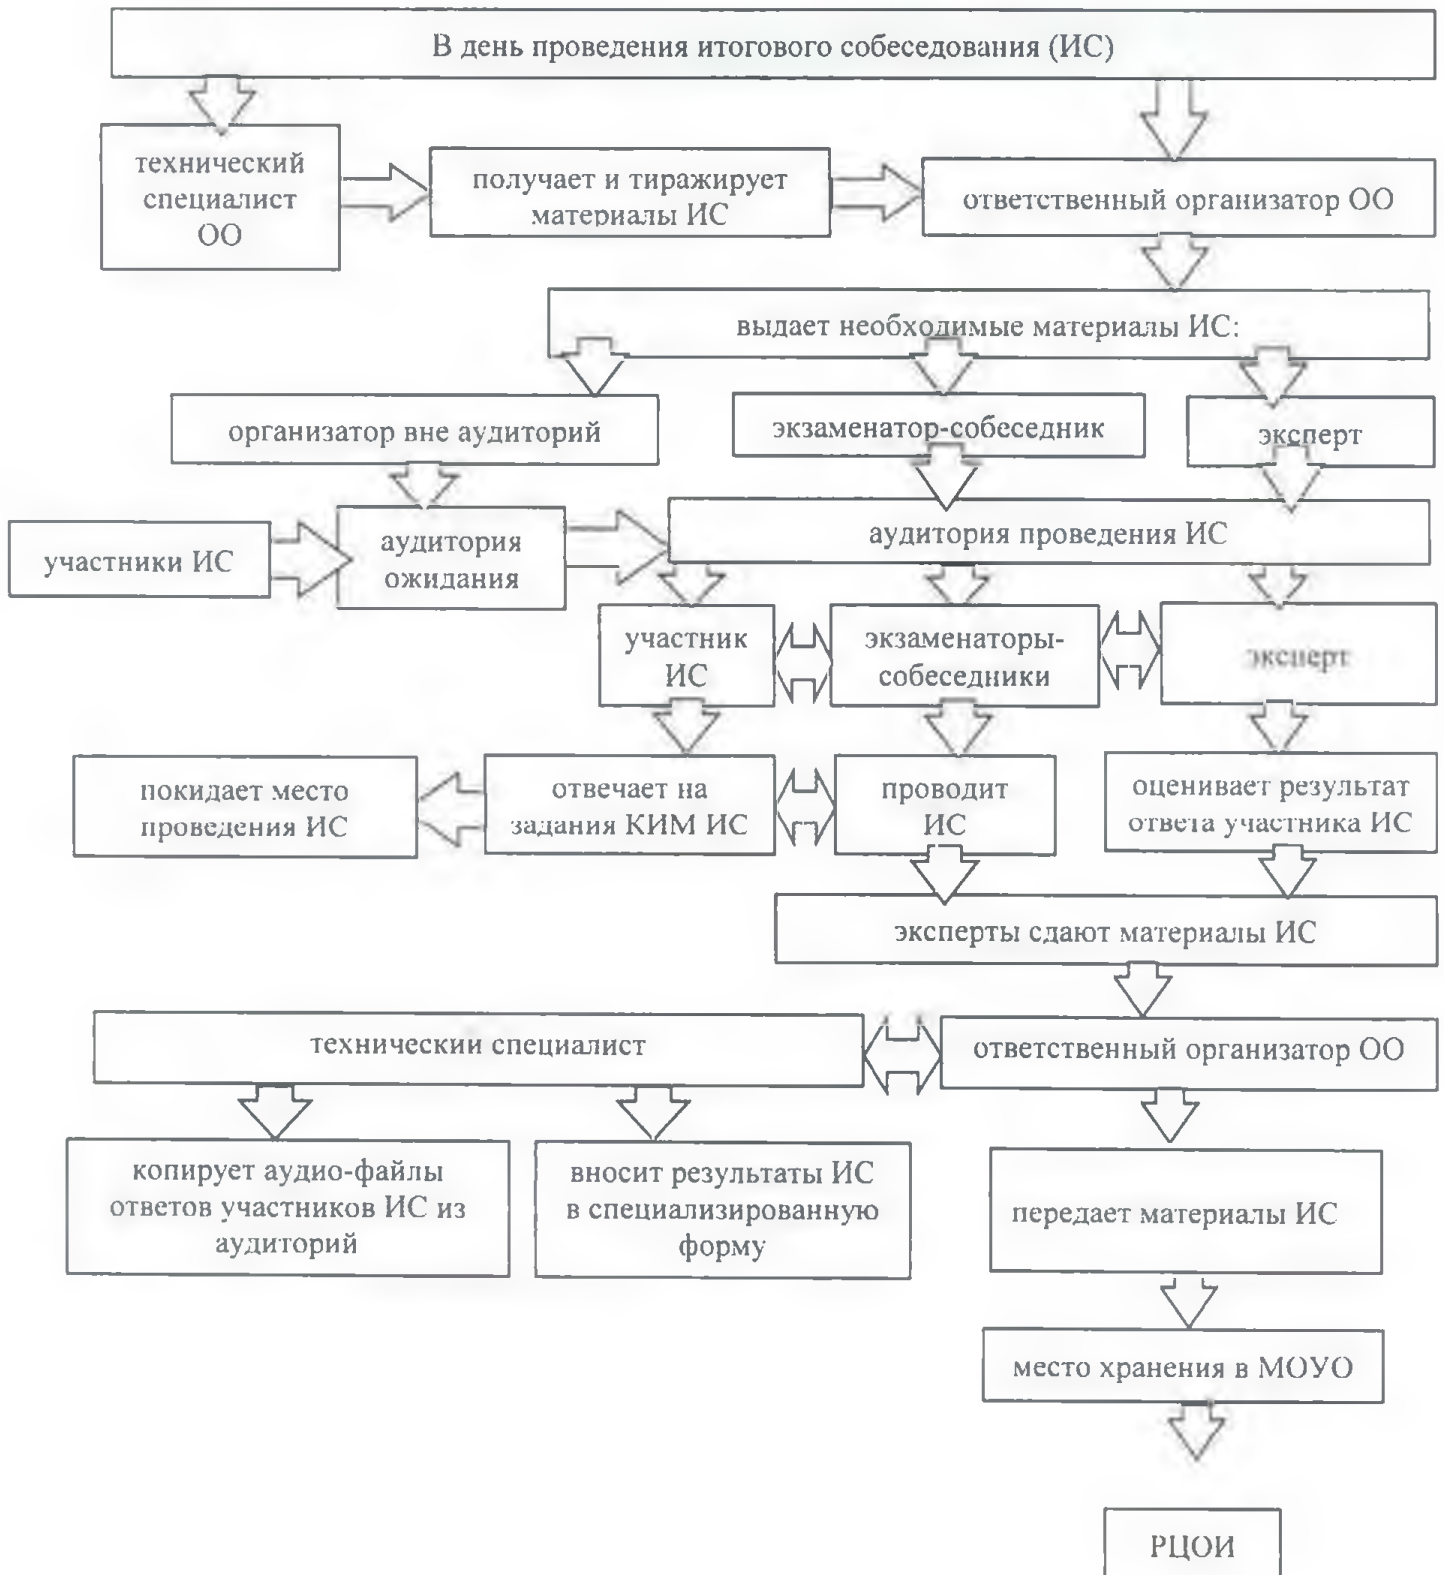 В день проведения итогового собеседования (ИС)
технический
специалист
ОО
получает и тиражирует
материалы ИС
ответственный организатор ОО
выдает необходимые материалы ИС:
организатор вне аудиторий
экзаменатор-собеседник
эксперт
участники ИС
аудитория
ожидания
аудитория проведения ИС
участник
ИС
экзаменаторы-
собеседники
эксперт
покидает место
проведения ИС
отвечает на
задания КИМ ИС
проводит
ИС
оценивает результат
ответа участника ИС
эксперты сдают материалы ИС
технический специалист
ответственный организатор ОО
копирует аудио-файлы
ответов участников ИС из
аудиторий
вносит результаты ИС
в специализированную
форму
передает материалы ИС
место хранения в МОУО
РЦОИ